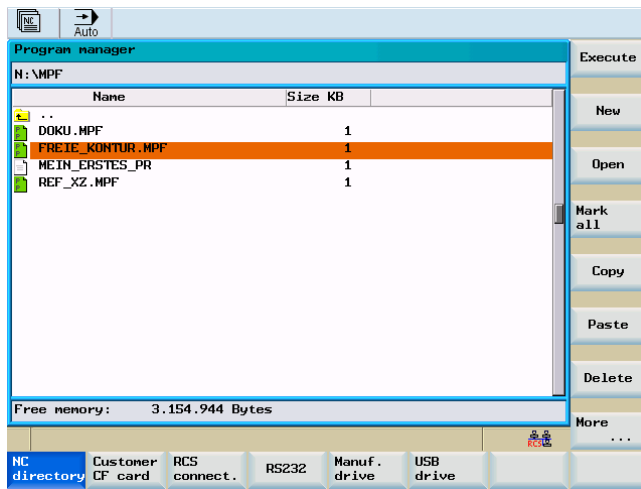 NC
Auto
Program manager
N:\MPF
Name Size KB
..
DOKU.MPF 1
FREIE_KONTUR.MPF 1
MEIN_ERSTES_PR 1
REF_XZ.MPF 1
Free memory: 3.154.944 Bytes
Execute
New
Open
Mark
all
Copy
Paste
Delete
More
...
RCS
NC
directory
Customer
CF card
RCS
connect.
RS232
Manuf.
drive
USB
drive